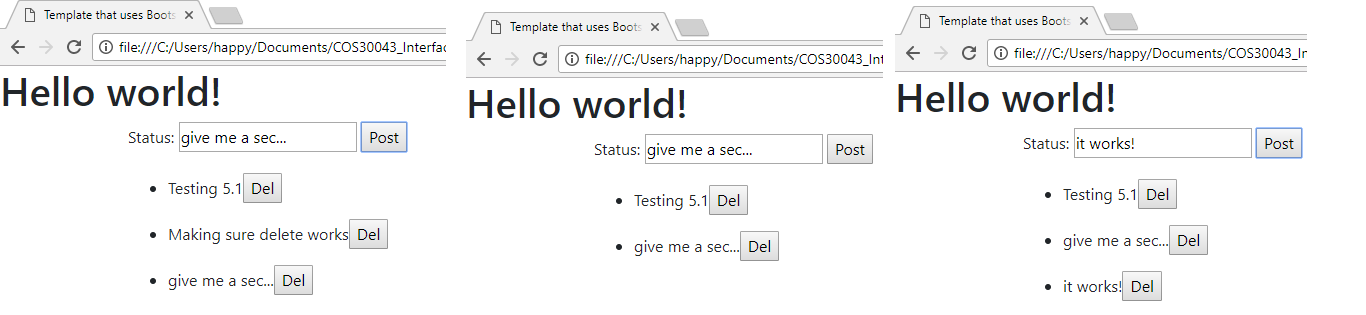 Template that uses Boots
file:///C:/Users/happy/Documents/COS30043_Interfac
Hello world!
Status: give me a sec... Post
Testing 5.1 Del
Making sure delete works Del
give me a sec... Del
Template that uses Boots
file:///C:/Users/happy/Documents/COS30043_Int
Hello world!
Status: give me a sec... Post
Testing 5.1 Del
give me a sec... Del
Template that uses Boots
file:///C:/Users/happy/Documents/COS30043_Int
Hello world!
Status: it works! Post
Testing 5.1 Del
give me a sec... Del
it works! Del